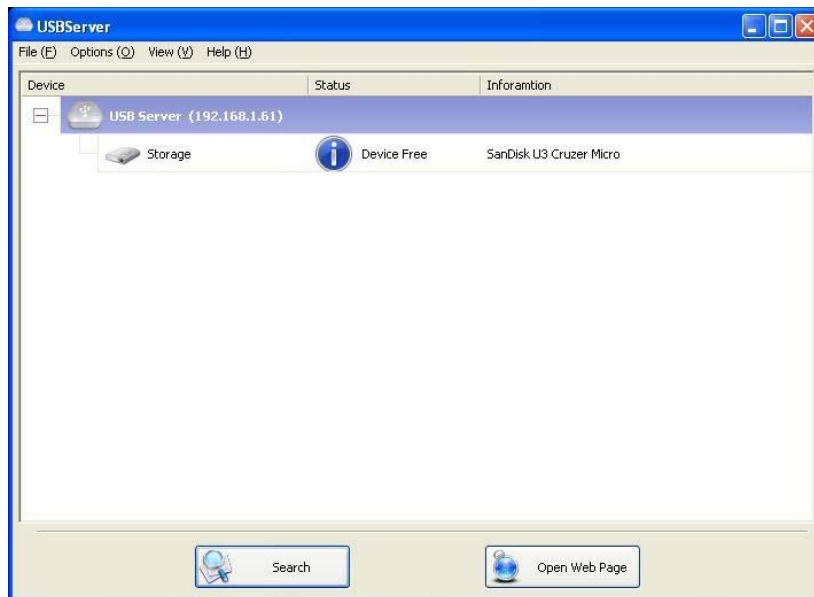 USBServer
File (F) Options (O) View (V) Help (H)
Device Status Inforamtion
USB Server (192.168.1.61)
Storage Device Free SanDisk U3 Cruzer Micro
Search Open Web Page